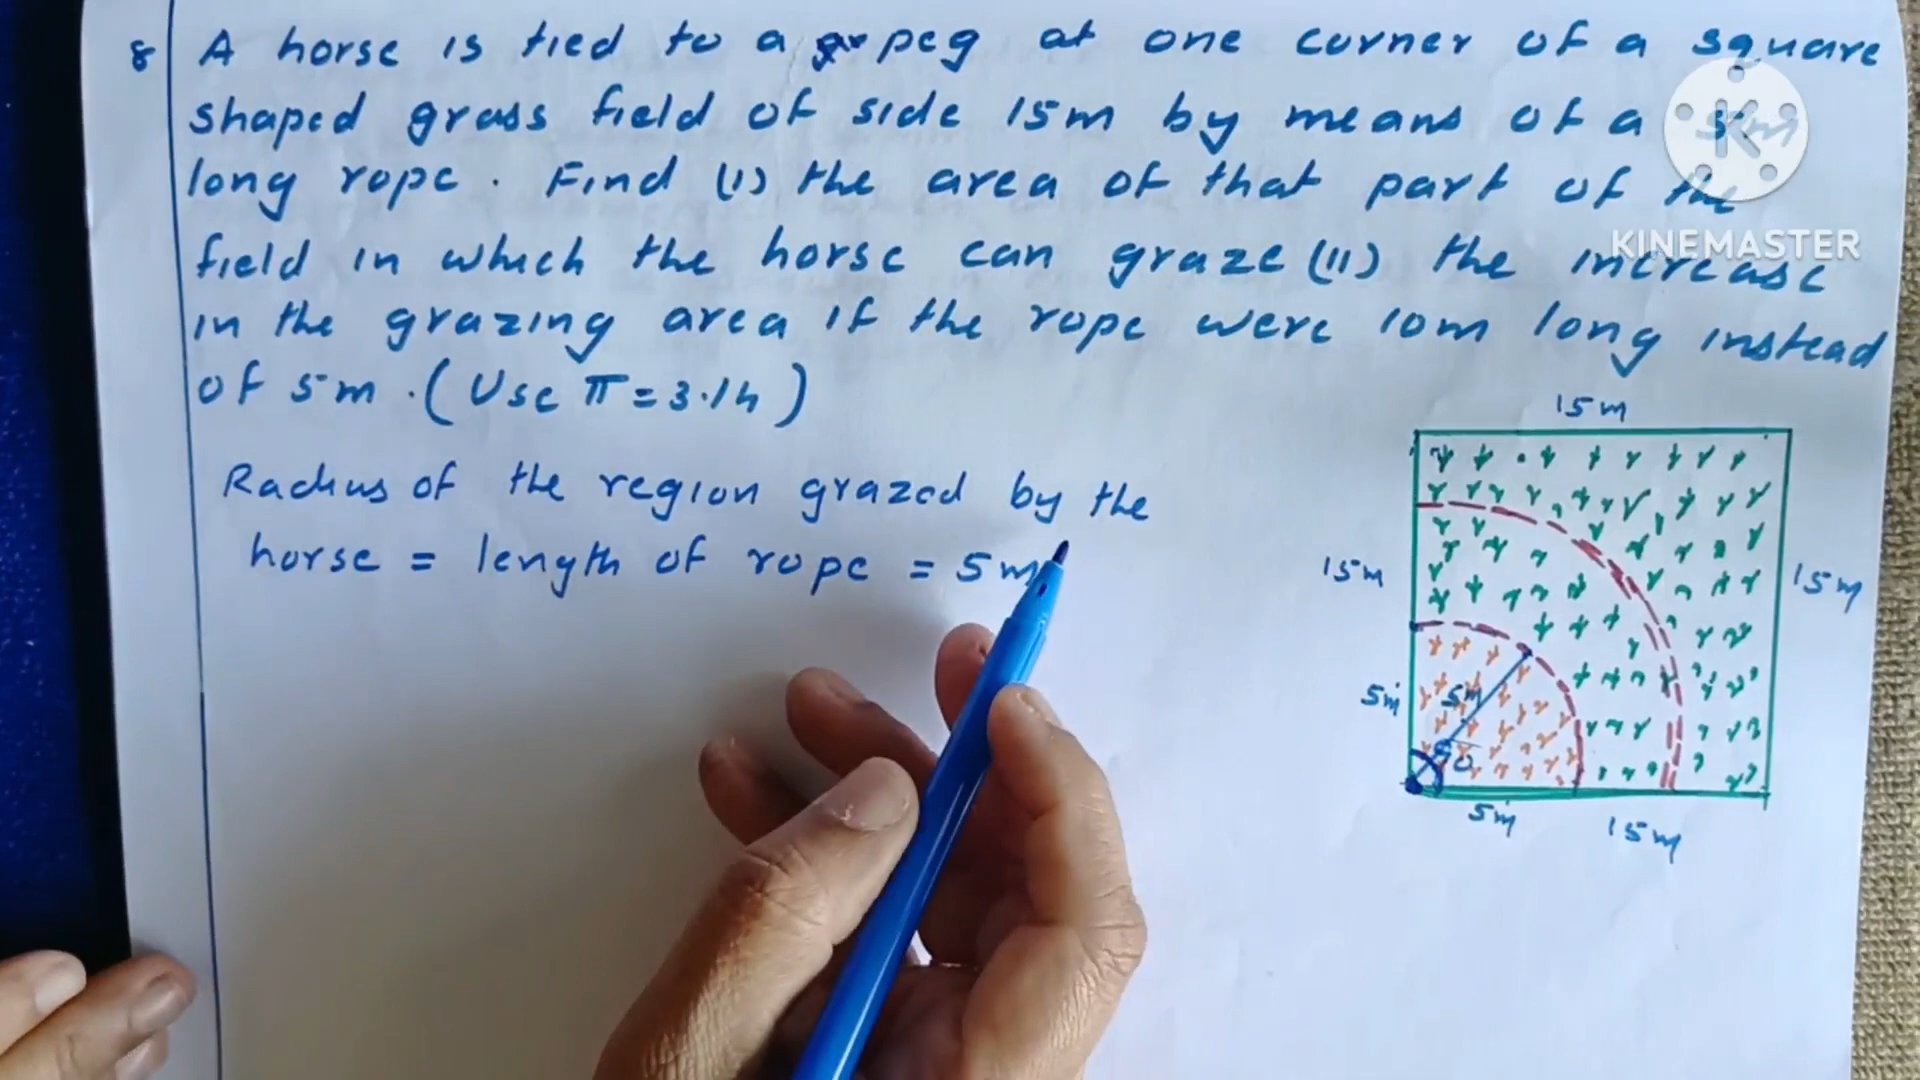 8 A horse is tied to a peg at one corner of a square
shaped grass field of side 15m by means of a 5m
long rope. Find (i) the area of that part of the
field in which the horse can graze (ii) the increase
in the grazing area if the rope were 10m long instead
of 5m. (Use π = 3.14)
Radius of the region grazed by the
horse = length of rope = 5m
15m
15m
15m
5m
5m
5m
15m
K
KINEMASTER